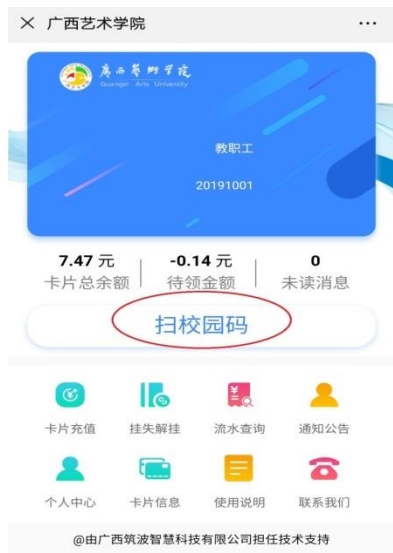 × 广西艺术学院 ...
广西艺术学院
Guangxi Arts University
教职工
20191001
7.47 元 -0.14 元 0
卡片总余额 待领金额 未读消息
扫校园码
卡片充值 挂失解挂 流水查询 通知公告
个人中心 卡片信息 使用说明 联系我们
@由广西筑波智慧科技有限公司担任技术支持